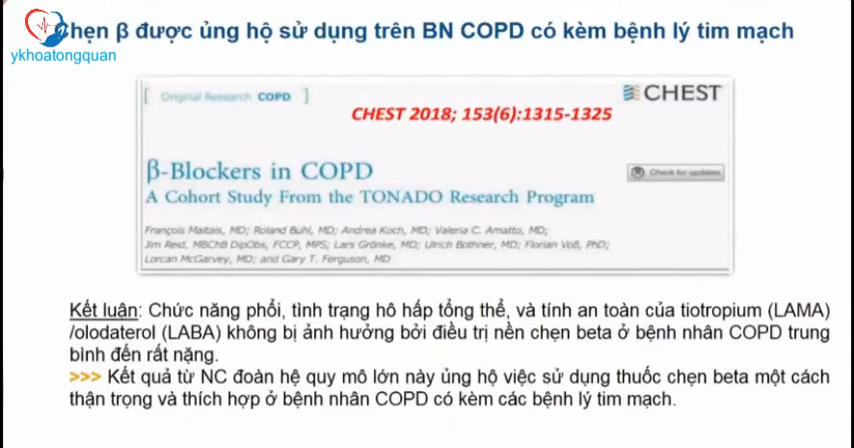 Chẹn β được ủng hộ sử dụng trên BN COPD có kèm bệnh lý tim mạch
ykhoatongquan
[ Original Research COPD ]
CHEST
CHEST 2018; 153(6):1315-1325
β-Blockers in COPD
Check for updates
A Cohort Study From the TONADO Research Program
François Maltais, MD; Roland Buhl, MD; Andrea Koch, MD; Valeria C. Amatto, MD;
Jim Reid, MBChB DipObs, FCCP, MPS; Lars Grönke, MD; Ulrich Bothner, MD; Florian Voß, PhD;
Lorcan McGarvey, MD; and Gary T. Ferguson, MD
Kết luận: Chức năng phổi, tình trạng hô hấp tổng thể, và tính an toàn của tiotropium (LAMA)
/olodaterol (LABA) không bị ảnh hưởng bởi điều trị nền chẹn beta ở bệnh nhân COPD trung
bình đến rất nặng.
>>> Kết quả từ NC đoàn hệ quy mô lớn này ủng hộ việc sử dụng thuốc chẹn beta một cách
thận trọng và thích hợp ở bệnh nhân COPD có kèm các bệnh lý tim mạch.